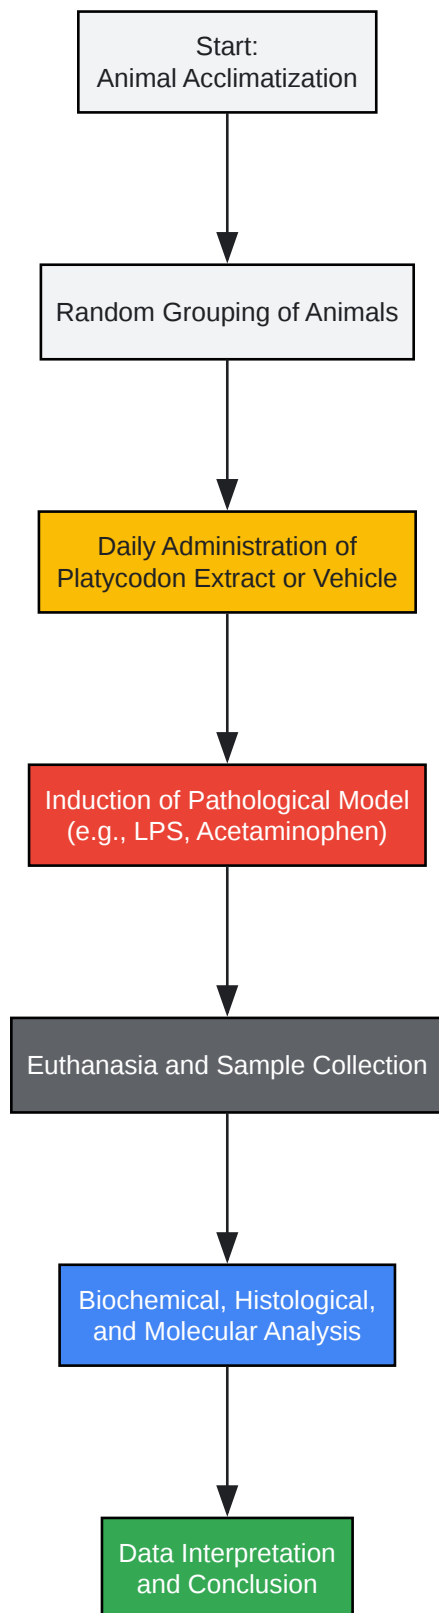 Start:
Animal Acclimatization
Random Grouping of Animals
Daily Administration of
Platycodon Extract or Vehicle
Induction of Pathological Model
(e.g., LPS, Acetaminophen)
Euthanasia and Sample Collection
Biochemical, Histological,
and Molecular Analysis
Data Interpretation
and Conclusion